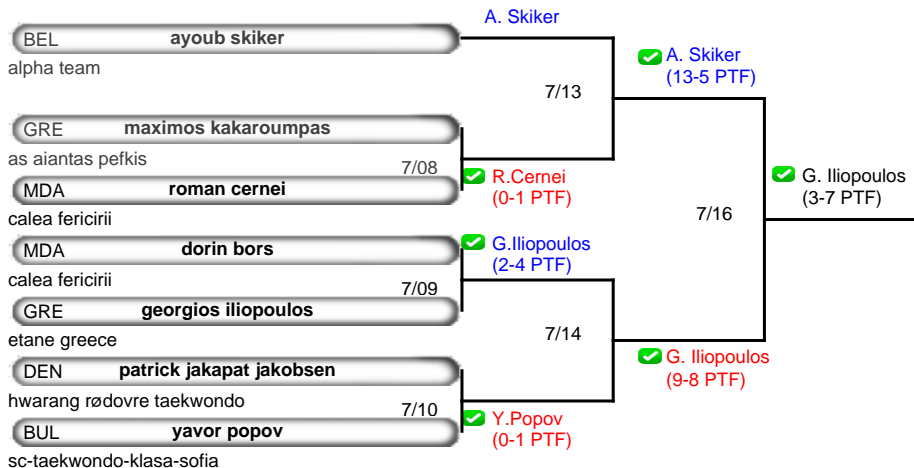 A. Skiker
BEL ayoub skiker
alpha team
A. Skiker
(13-5 PTF)
7/13
GRE maximos kakaroumpas
as aiantas pefkis
7/08
MDA roman cernei
calea fericirii
R.Cernei
(0-1 PTF)
G. Iliopoulos
(3-7 PTF)
7/16
MDA dorin bors
calea fericirii
G.Iliopoulos
(2-4 PTF)
7/09
GRE georgios iliopoulos
etane greece
7/14
DEN patrick jakapat jakobsen
hwarang rødovre taekwondo
G. Iliopoulos
(9-8 PTF)
7/10
BUL yavor popov
sc-taekwondo-klasa-sofia
Y.Popov
(0-1 PTF)